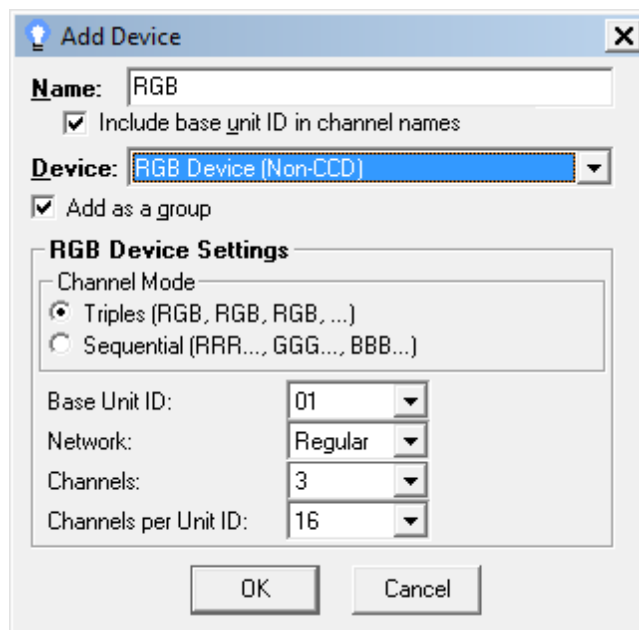 Add Device
Name: RGB
Include base unit ID in channel names
Device: RGB Device (Non-CCD)
Add as a group
RGB Device Settings
Channel Mode
Triples (RGB, RGB, RGB, ...)
Sequential (RRR..., GGG..., BBB...)
Base Unit ID: 01
Network: Regular
Channels: 3
Channels per Unit ID: 16
OK Cancel